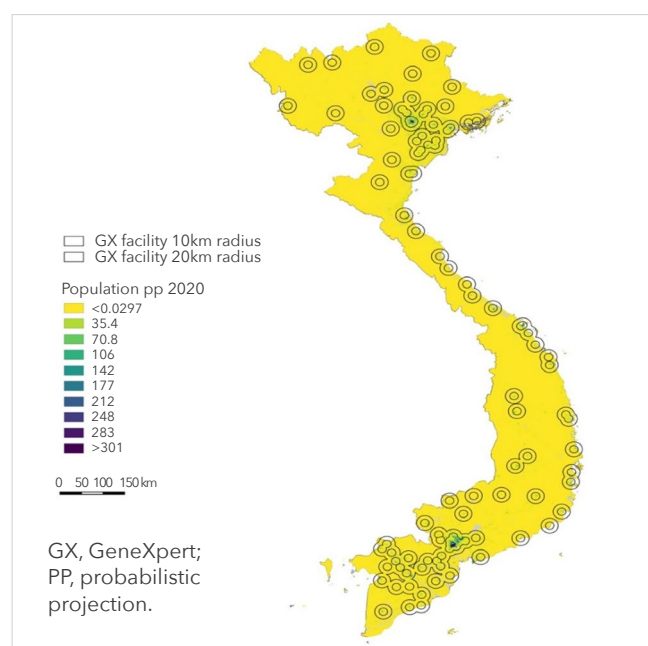 GX facility 10km radius
GX facility 20km radius
Population pp 2020
<0.0297
35.4
70.8
106
142
177
212
248
283
>301
0 50 100 150 km
GX, GeneXpert;
PP, probabilistic
projection.